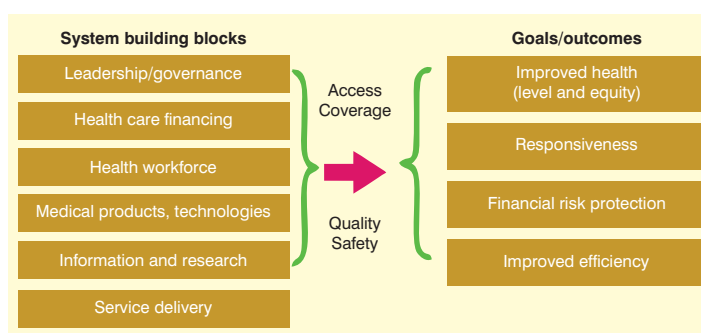 System building blocks
Leadership/governance
Health care financing
Health workforce
Medical products, technologies
Information and research
Service delivery
Access
Coverage
Quality
Safety
Goals/outcomes
Improved health
(level and equity)
Responsiveness
Financial risk protection
Improved efficiency